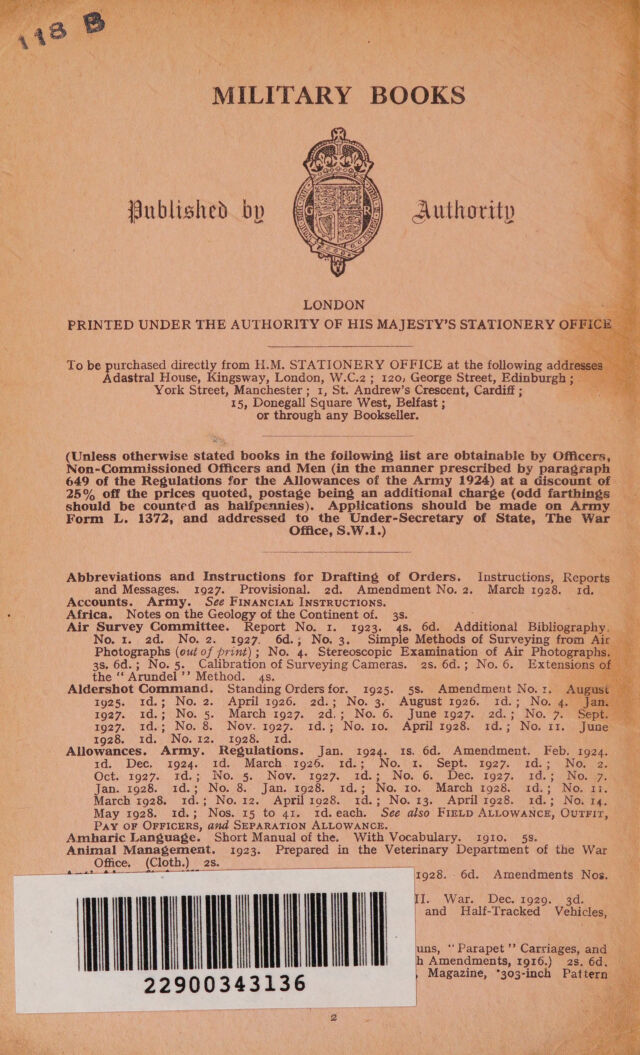 118 B
MILITARY BOOKS
Published by Authority
G R
LONDON
PRINTED UNDER THE AUTHORITY OF HIS MAJESTY'S STATIONERY OFFICE
To be purchased directly from H.M. STATIONERY OFFICE at the following addresses
Adastral House, Kingsway, London, W.C.2 ; 120, George Street, Edinburgh ;
York Street, Manchester ; 1, St. Andrew's Crescent, Cardiff ;
15, Donegall Square West, Belfast ;
or through any Bookseller.
(Unless otherwise stated books in the following list are obtainable by Officers,
Non-Commissioned Officers and Men (in the manner prescribed by paragraph
649 of the Regulations for the Allowances of the Army 1924) at a discount of
25% off the prices quoted, postage being an additional charge (odd farthings
should be counted as halfpennies). Applications should be made on Army
Form L. 1372, and addressed to the Under-Secretary of State, The War
Office, S.W.1.)
Abbreviations and Instructions for Drafting of Orders. Instructions, Reports
and Messages. 1927. Provisional. 2d. Amendment No. 2. March 1928. 1d.
Accounts. Army. See FINANCIAL INSTRUCTIONS.
Africa. Notes on the Geology of the Continent of. 3s.
Air Survey Committee. Report No. 1. 1923. 4s. 6d. Additional Bibliography.
No. 1. 2d. No. 2. 1927. 6d. ; No. 3. Simple Methods of Surveying from Air
Photographs (out of print) ; No. 4. Stereoscopic Examination of Air Photographs.
3s. 6d. ; No. 5. Calibration of Surveying Cameras. 2s. 6d. ; No. 6. Extensions of
the " Arundel " Method. 4s.
Aldershot Command. Standing Orders for. 1925. 5s. Amendment No. 1. August
1925. 1d. ; No. 2. April 1926. 2d. ; No. 3. August 1926. 1d. ; No. 4. Jan.
1927. 1d. ; No. 5. March 1927. 2d. ; No. 6. June 1927. 2d. ; No. 7. Sept.
1927. 1d. ; No. 8. Nov. 1927. 1d. ; No. 10. April 1928. 1d. ; No. 11. June
1928. 1d. No. 12. 1928. 1d.
Allowances. Army. Regulations. Jan. 1924. 1s. 6d. Amendment. Feb. 1924.
1d. Dec. 1924. 1d. March 1926. 1d. ; No. 1. Sept. 1927. 1d. ; No. 2.
Oct. 1927. 1d. ; No. 5. Nov. 1927. 1d. ; No. 6. Dec. 1927. 1d. ; No. 7.
Jan. 1928. 1d. ; No. 8. Jan. 1928. 1d. ; No. 10. March 1928. 1d. ; No. 11.
March 1928. 1d. ; No. 12. April 1928. 1d. ; No. 13. April 1928. 1d. ; No. 14.
May 1928. 1d. ; Nos. 15 to 41. 1d. each. See also FIELD ALLOWANCE, OUTFIT,
PAY OF OFFICERS, and SEPARATION ALLOWANCE.
Amharic Language. Short Manual of the. With Vocabulary. 1910. 5s.
Animal Management. 1923. Prepared in the Veterinary Department of the War
Office. (Cloth.) 2s.
1928. 6d. Amendments Nos.
II. War. Dec. 1929. 3d.
and Half-Tracked Vehicles,
uns, " Parapet " Carriages, and
h Amendments, 1916.) 2s. 6d.
, Magazine, ·303-inch Pattern
22900343136
2